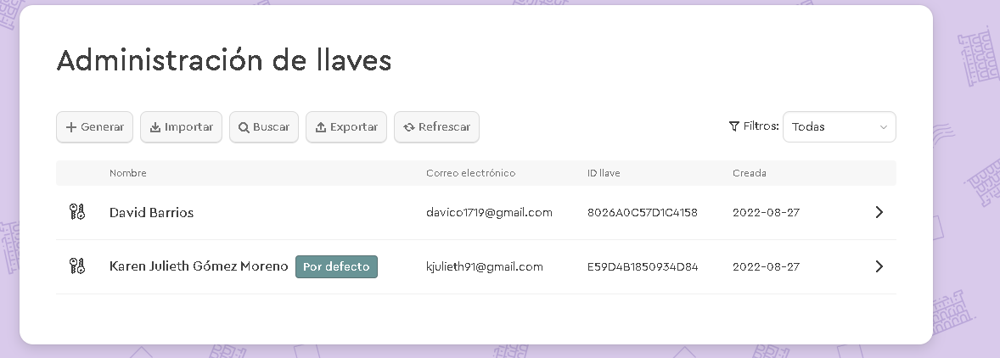 Administración de llaves
Generar Importar Buscar Exportar Refrescar Filtros: Todas
Nombre Correo electrónico ID llave Creada
David Barrios davico1719@gmail.com 8026A0C57D1C4158 2022-08-27
Karen Julieth Gómez Moreno Por defecto kjulieth91@gmail.com E59D4B1850934D84 2022-08-27